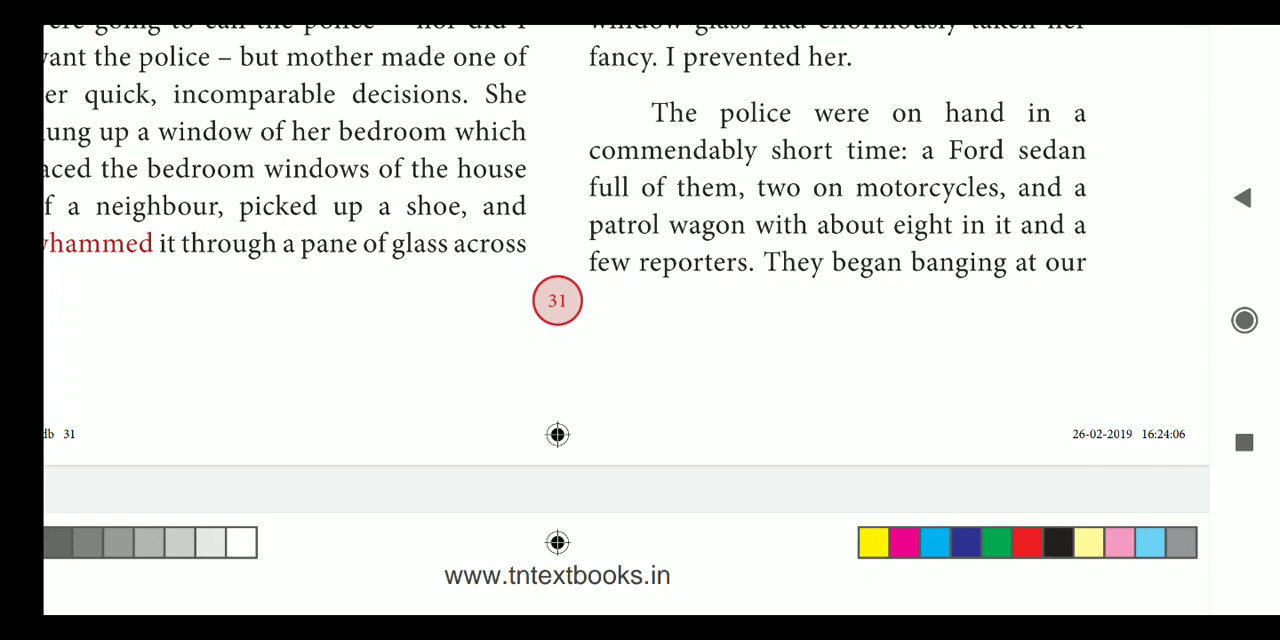 want the police – but mother made one of
er quick, incomparable decisions. She
lung up a window of her bedroom which
aced the bedroom windows of the house
f a neighbour, picked up a shoe, and
whammed it through a pane of glass across
fancy. I prevented her.
The police were on hand in a
commendably short time: a Ford sedan
full of them, two on motorcycles, and a
patrol wagon with about eight in it and a
few reporters. They began banging at our
31
db 31
26-02-2019 16:24:06
www.tntextbooks.in